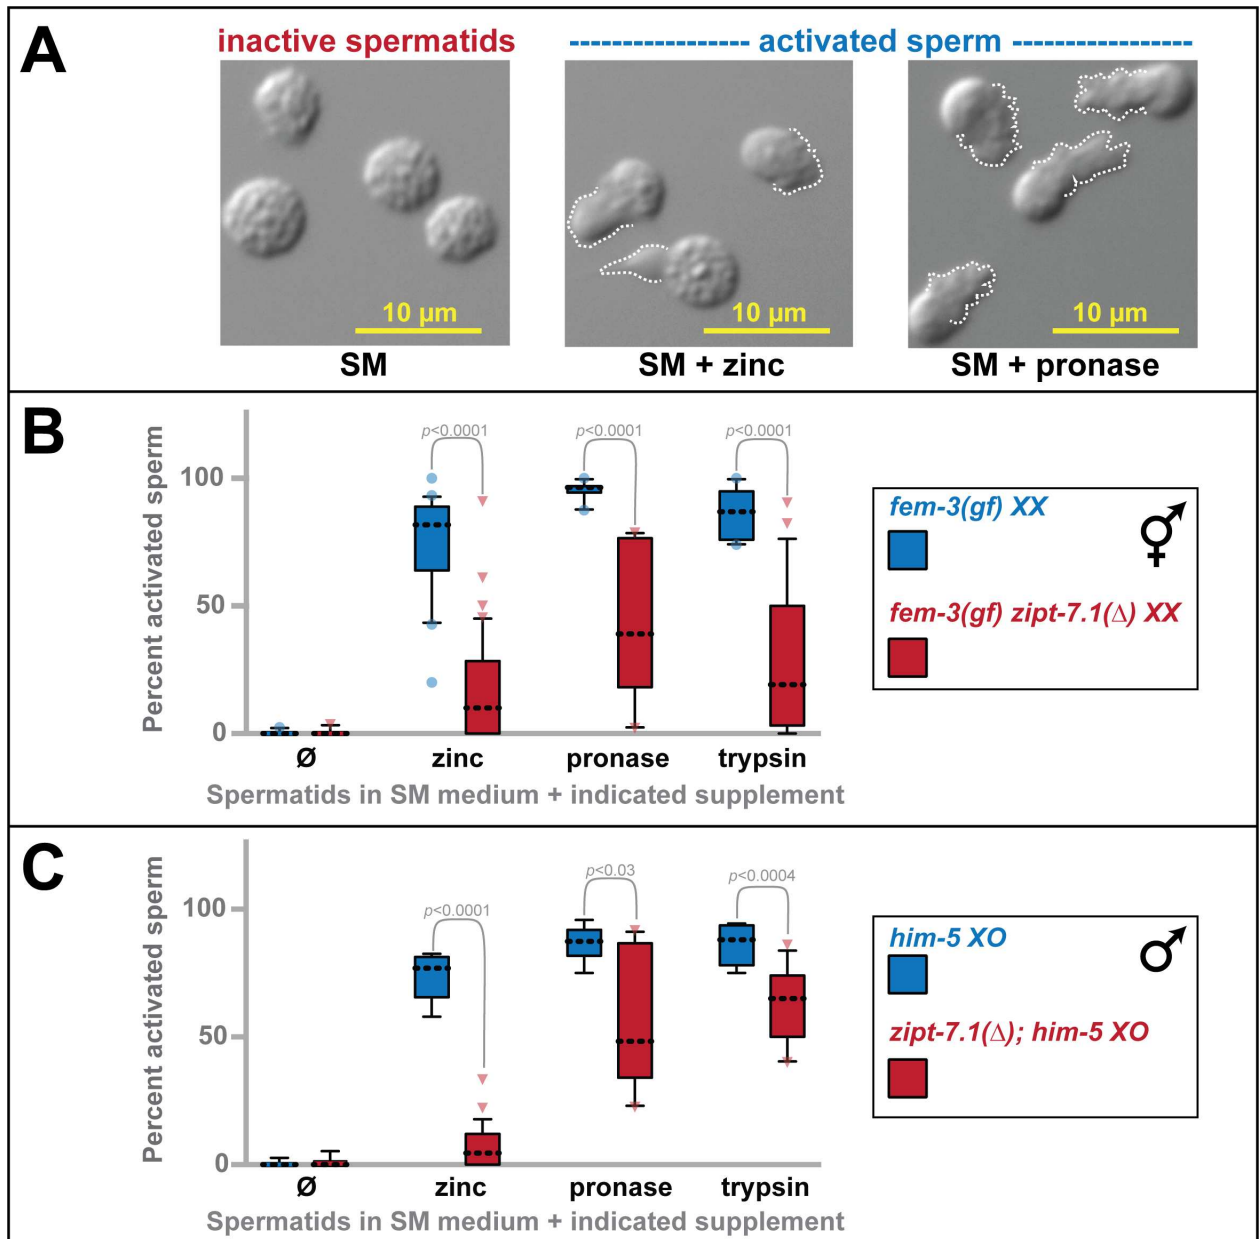 A
inactive spermatids
activated sperm
10 µm
10 µm
10 µm
SM
SM + zinc
SM + pronase
B
Percent activated sperm
100
50
0
p<0.0001
p<0.0001
p<0.0001
Ø
zinc
pronase
trypsin
Spermatids in SM medium + indicated supplement
fem-3(gf) XX
fem-3(gf) zipt-7.1(Δ) XX
C
Percent activated sperm
100
50
0
p<0.0001
p<0.03
p<0.0004
Ø
zinc
pronase
trypsin
Spermatids in SM medium + indicated supplement
him-5 XO
zipt-7.1(Δ); him-5 XO